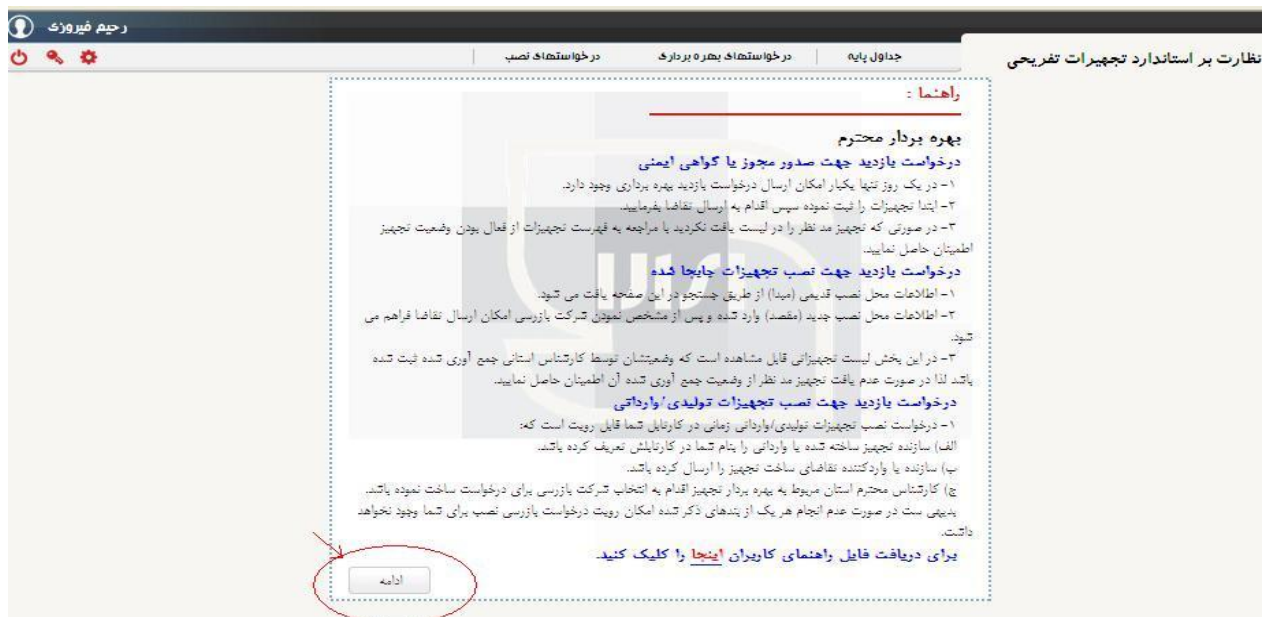 رحیم فیروزی
نظارت بر استاندارد تجهیرات تفریحی
جداول پایه
درخواستهای بهره برداری
درخواستهای نصب
راهنما :
بهره بردار محترم
درخواست بازدید جهت صدور مجوز یا گواهی ایمنی
۱- در یک روز تنها یکبار امکان ارسال درخواست بازدید بهره برداری وجود دارد.
۲- ابتدا تجهیزات را ثبت نموده سپس اقدام به ارسال تقاضا بفرمایید.
۳- در صورتی که تجهیز مد نظر را در لیست یافت نکردید با مراجعه به فهرست تجهیزات از فعال بودن وضعیت تجهیز
اطمینان حاصل نمایید.
درخواست بازدید جهت نصب تجهیزات جابجا شده
۱- اطلاعات محل نصب قدیمی (مبدا) از طریق جستجو در این صفحه یافت می شود.
۲- اطلاعات محل نصب جدید (مقصد) وارد شده و پس از مشخص نمودن شرکت بازرسی امکان ارسال تقاضا فراهم می
شود.
۳- در این بخش لیست تجهیزاتی قابل مشاهده است که وضعیتشان توسط کارشناس استانی جمع آوری شده ثبت شده
باشد لذا در صورت عدم یافت تجهیز مد نظر از وضعیت جمع آوری شده آن اطمینان حاصل نمایید.
درخواست بازدید جهت نصب تجهیزات تولیدی/وارداتی
۱- درخواست نصب تجهیزات تولیدی/وارداتی زمانی در کارتابل شما قابل رویت است که:
الف) سازنده تجهیز ساخته شده یا وارداتی را بنام شما در کارتابلش تعریف کرده باشد.
ب) سازنده یا واردکننده تقاضای ساخت تجهیز را ارسال کرده باشد.
ج) کارشناس محترم استان مربوط به بهره بردار تجهیز اقدام به انتخاب شرکت بازرسی برای درخواست ساخت نموده باشد.
بدیهی ست در صورت عدم انجام هر یک از بندهای ذکر شده امکان رویت درخواست بازرسی نصب برای شما وجود نخواهد
داشت.
برای دریافت فایل راهنمای کاربران اینجا را کلیک کنید.
ادامه